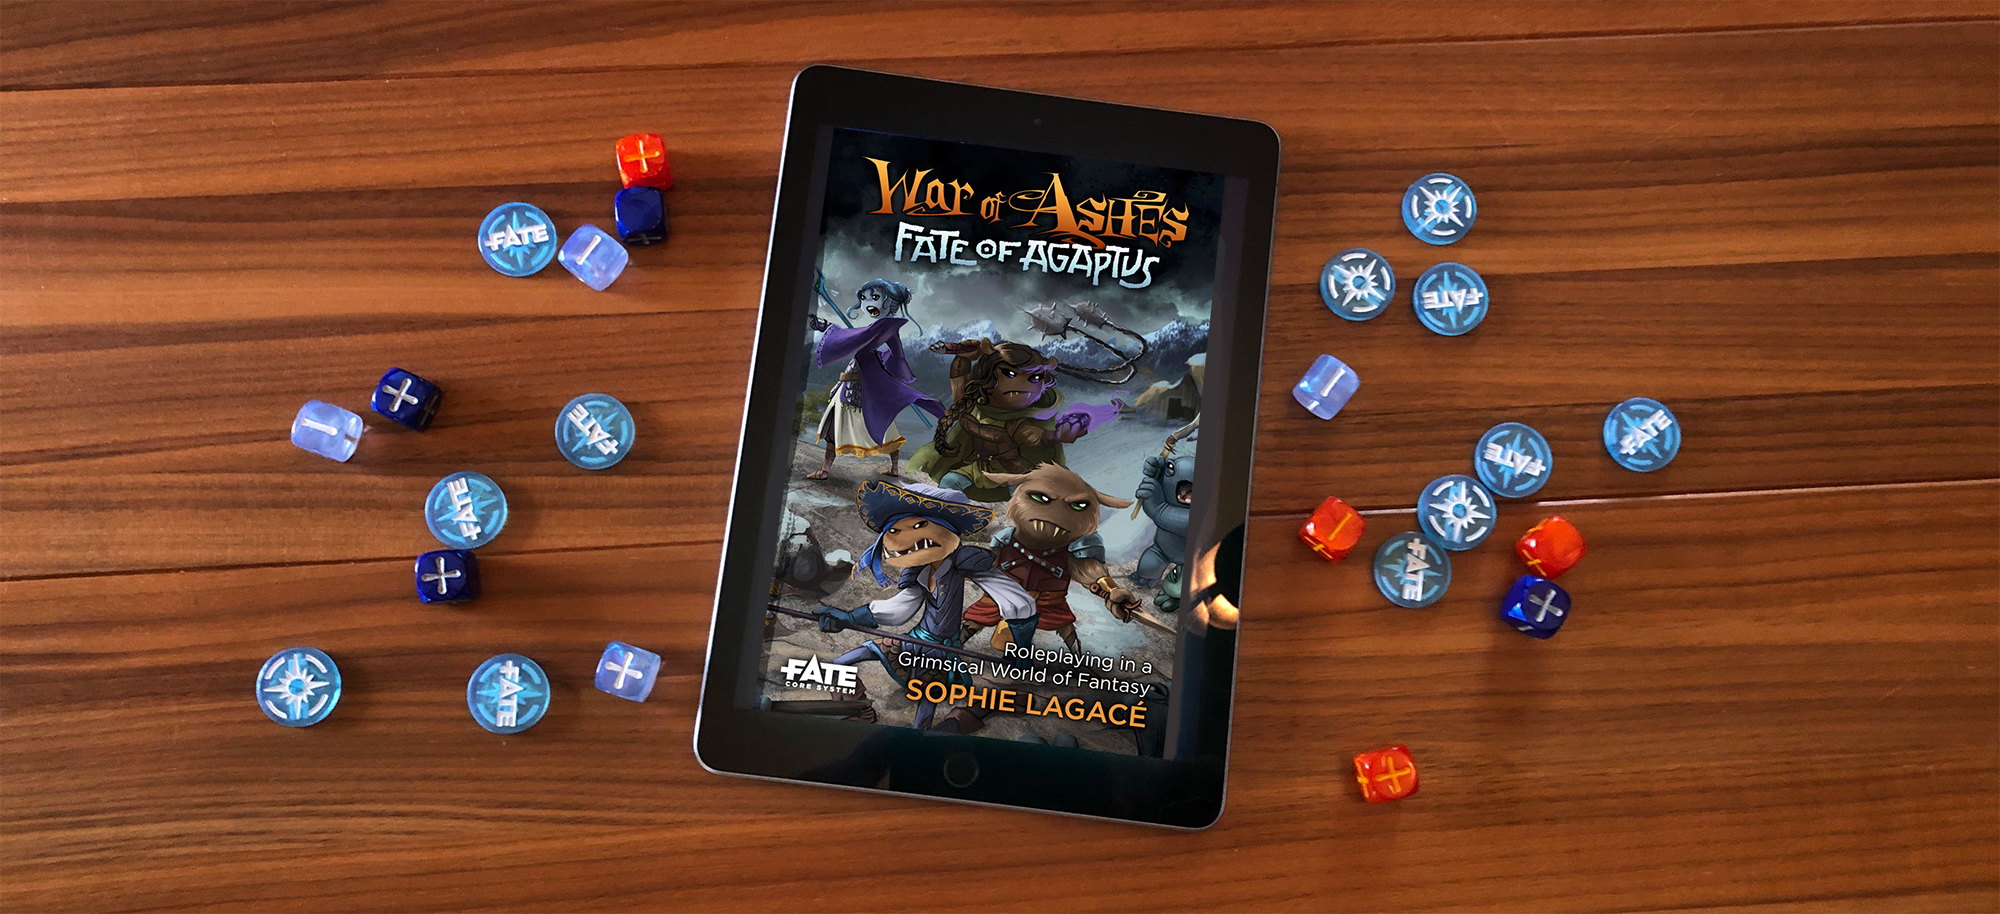 War of Ashes
FATE OF AGAPTUS
Roleplaying in a
Grimsical World of Fantasy
SOPHIE LAGACÉ
FATE
CORE SYSTEM
FATE
FATE
FATE
FATE
FATE
FATE
FATE
FATE